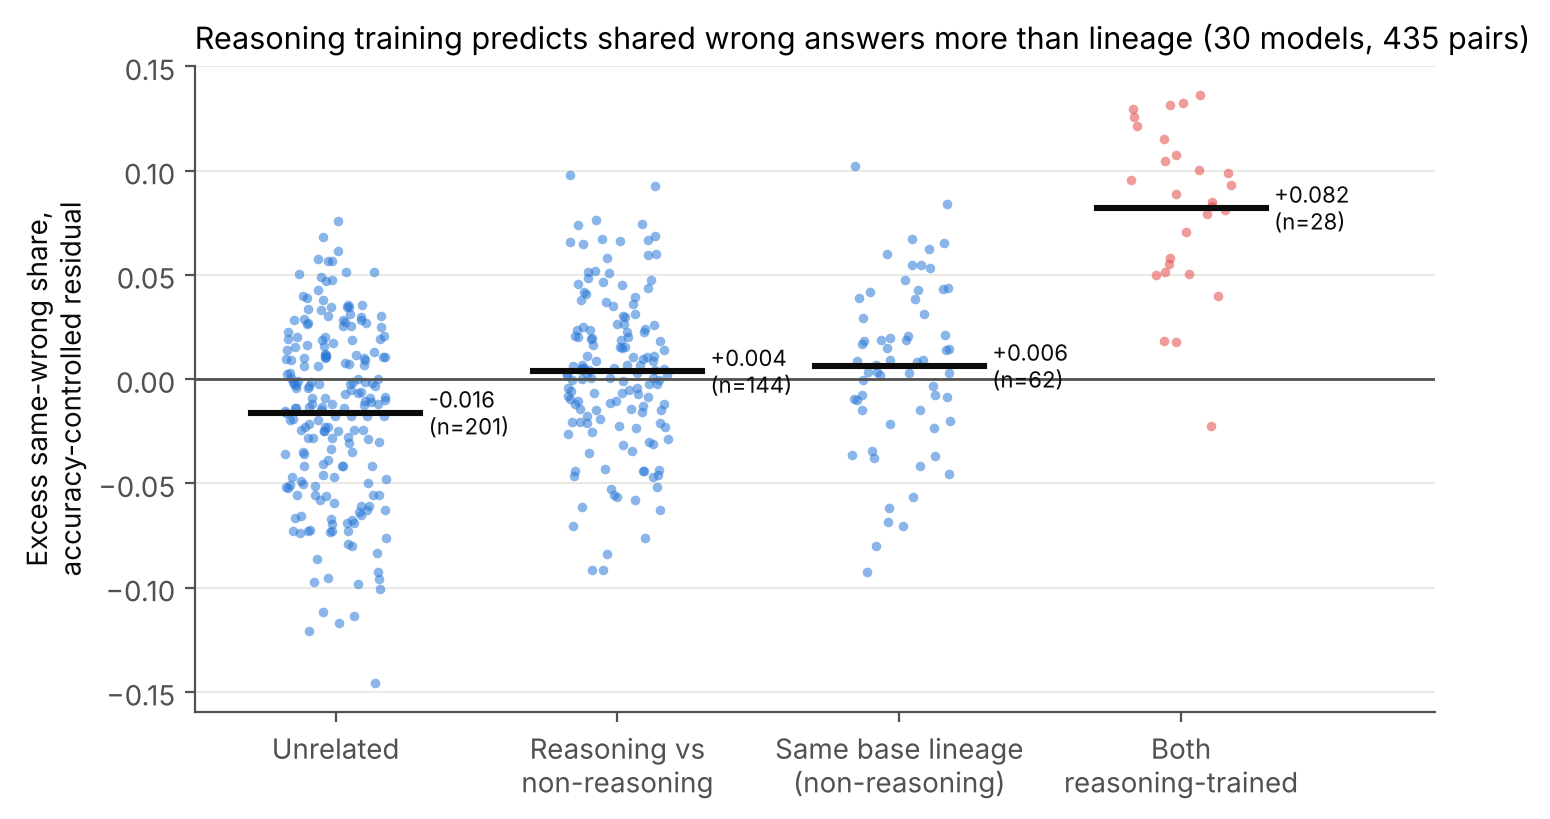 Reasoning training predicts shared wrong answers more than lineage (30 models, 435 pairs)
Excess same-wrong share,
accuracy-controlled residual
0.15
0.10
0.05
0.00
−0.05
−0.10
−0.15
-0.016
(n=201)
+0.004
(n=144)
+0.006
(n=62)
+0.082
(n=28)
Unrelated
Reasoning vs
non-reasoning
Same base lineage
(non-reasoning)
Both
reasoning-trained